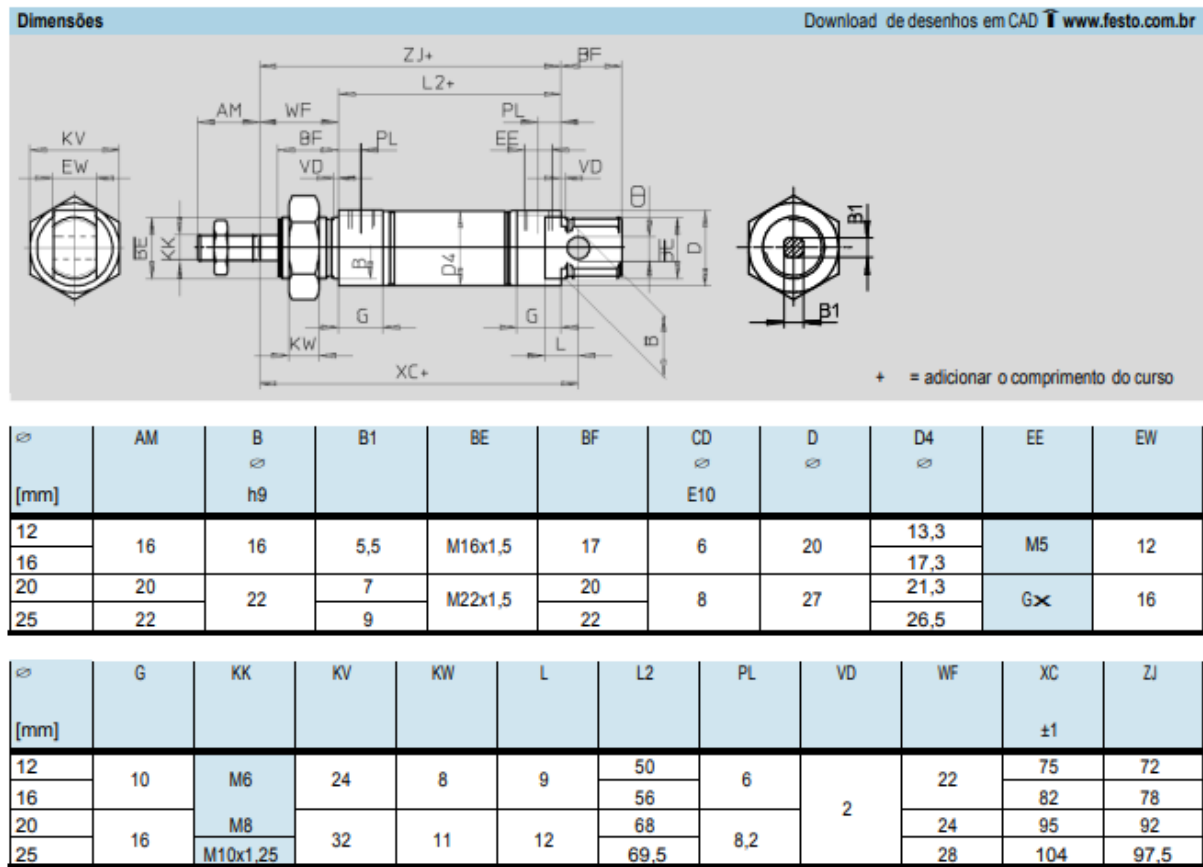 Dimensões
Download de desenhos em CAD www.festo.com.br
ZJ+ BF
L2+
AM WF PL
KV BF PL EE
EW VD VD
BE KK B D4 D B1
G G B1
KW L B
XC+
+ = adicionar o comprimento do curso
∅ AM B B1 BE BF CD D D4 EE EW
∅ ∅ ∅ ∅
[mm] h9 E10
12 16 16 5,5 M16x1,5 17 6 20 13,3 M5 12
16 17,3
20 20 22 7 M22x1,5 20 8 27 21,3 G 16
25 22 9 22 26,5
∅ G KK KV KW L L2 PL VD WF XC ZJ
[mm] ±1
12 10 M6 24 8 9 50 6 2 22 75 72
16 56 82 78
20 16 M8 32 11 12 68 8,2 24 95 92
25 M10x1,25 69,5 28 104 97,5